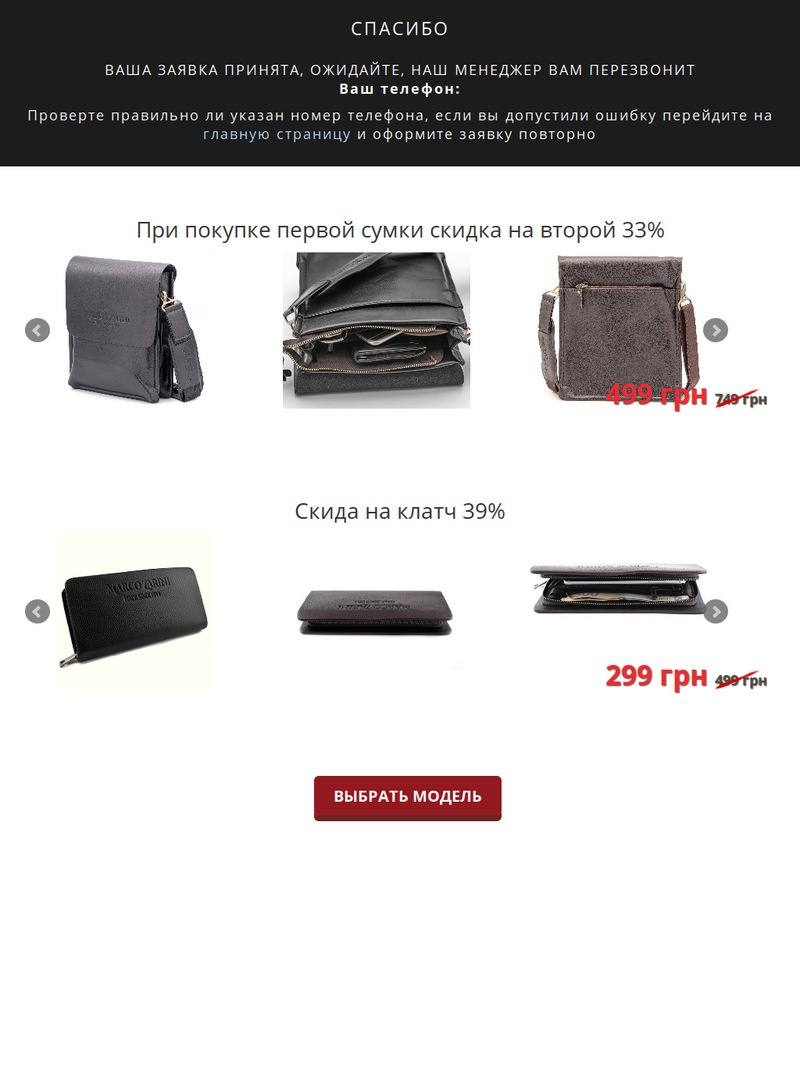 СПАСИБО
ВАША ЗАЯВКА ПРИНЯТА, ОЖИДАЙТЕ, НАШ МЕНЕДЖЕР ВАМ ПЕРЕЗВОНИТ
Ваш телефон:
Проверте правильно ли указан номер телефона, если вы допустили ошибку перейдите на
главную страницу и оформите заявку повторно
При покупке первой сумки скидка на второй 33%
499 грн 749 грн
Скида на клатч 39%
MARCO ZARINI
299 грн 499 грн
ВЫБРАТЬ МОДЕЛЬ